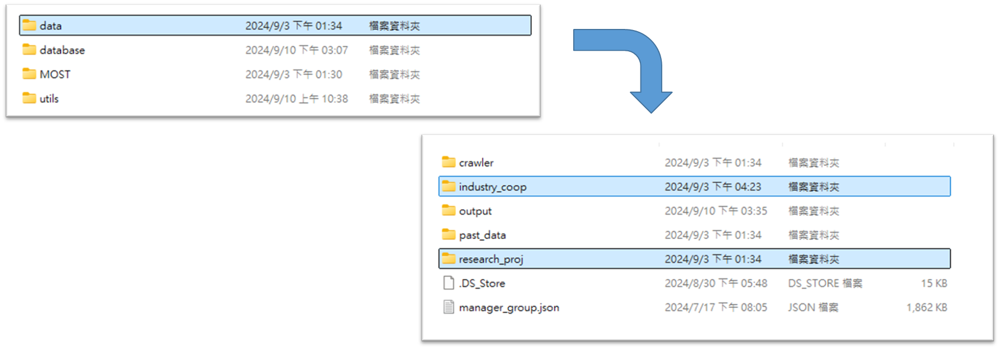 data 2024/9/3 下午 01:34 檔案資料夾
database 2024/9/10 下午 03:07 檔案資料夾
MOST 2024/9/3 下午 01:30 檔案資料夾
utils 2024/9/10 上午 10:38 檔案資料夾
crawler 2024/9/3 下午 01:34 檔案資料夾
industry_coop 2024/9/3 下午 04:23 檔案資料夾
output 2024/9/10 下午 03:35 檔案資料夾
past_data 2024/9/3 下午 01:34 檔案資料夾
research_proj 2024/9/3 下午 01:34 檔案資料夾
.DS_Store 2024/8/30 下午 05:48 DS_STORE 檔案 15 KB
manager_group.json 2024/7/17 下午 08:05 JSON 檔案 1,862 KB